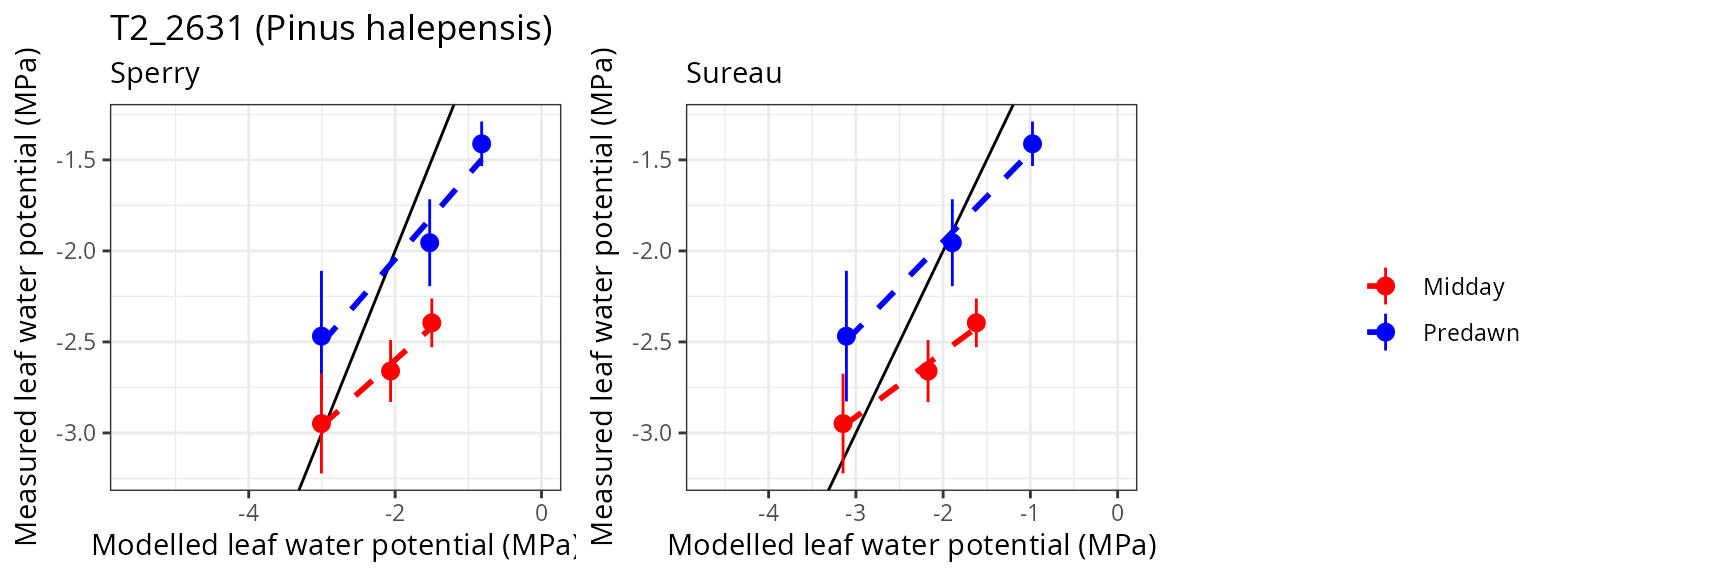 T2_2631 (Pinus halepensis)
Sperry
Measured leaf water potential (MPa)
-1.5
-2.0
-2.5
-3.0
-4
-2
0
Modelled leaf water potential (MPa)
Sureau
Measured leaf water potential (MPa)
-1.5
-2.0
-2.5
-3.0
-4
-3
-2
-1
0
Modelled leaf water potential (MPa)
Midday
Predawn